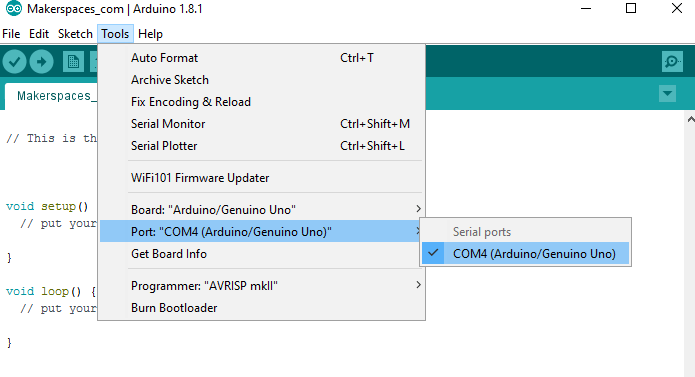 Makerspaces_com | Arduino 1.8.1
File Edit Sketch Tools Help
Makerspaces_
Auto Format Ctrl+T
Archive Sketch
Fix Encoding & Reload
Serial Monitor Ctrl+Shift+M
Serial Plotter Ctrl+Shift+L
WiFi101 Firmware Updater
Board: "Arduino/Genuino Uno"
Port: "COM4 (Arduino/Genuino Uno)"
Get Board Info
Programmer: "AVRISP mkII"
Burn Bootloader
Serial ports
COM4 (Arduino/Genuino Uno)
// This is th
void setup()
// put your
}
void loop() {
// put your
}